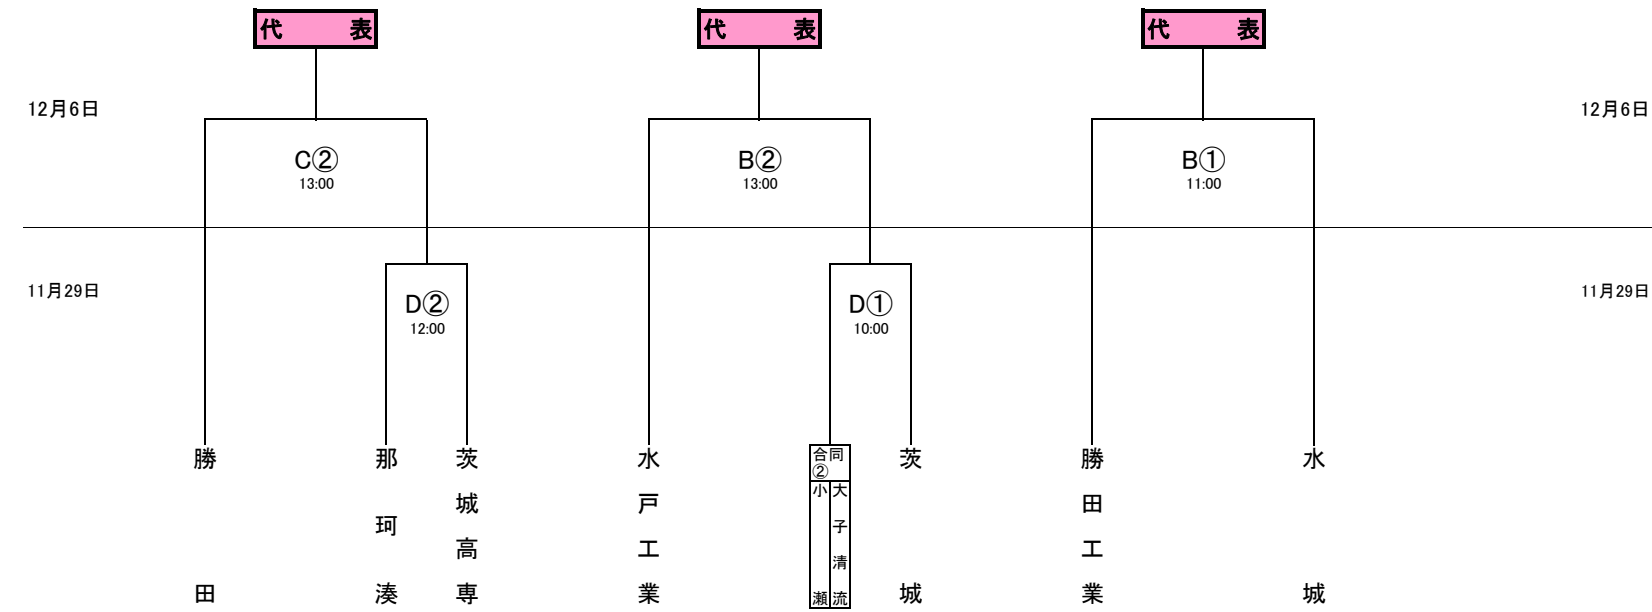 代 表
代 表
代 表
12月6日
12月6日
C②
13:00
B②
13:00
B①
11:00
11月29日
11月29日
D②
12:00
D①
10:00
勝田
那珂湊
茨城高専
水戸工業
合同
②
小瀬
大子清流
茨城
勝田工業
水城